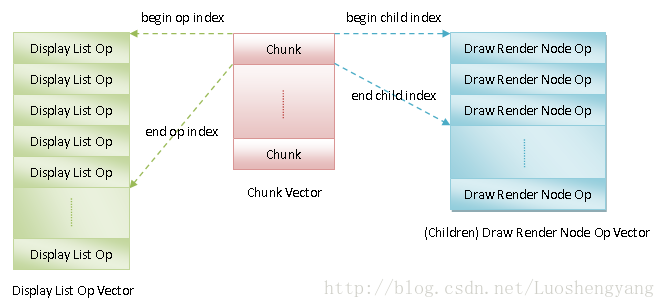 begin op index
begin child index
Display List Op
Chunk
Draw Render Node Op
Display List Op
Draw Render Node Op
Display List Op
end child index
Draw Render Node Op
Display List Op
end op index
Display List Op
Chunk
Draw Render Node Op
Chunk Vector
Display List Op
(Children) Draw Render Node Op Vector
Display List Op Vector
http://blog.csdn.net/Luoshengyang